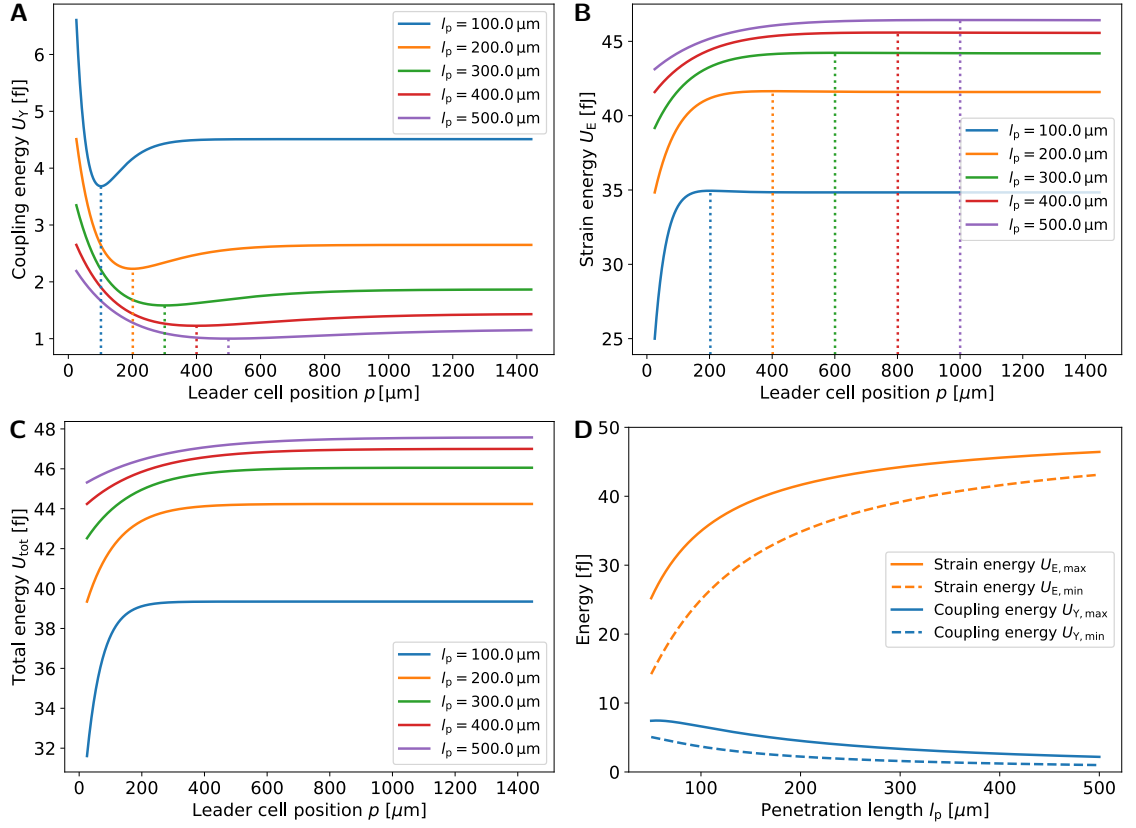 A
Coupling energy U_Y [fJ]
6
5
4
3
2
1
0 200 400 600 800 1000 1200 1400
Leader cell position p [μm]
l_p = 100.0 μm
l_p = 200.0 μm
l_p = 300.0 μm
l_p = 400.0 μm
l_p = 500.0 μm
B
Strain energy U_E [fJ]
45
40
35
30
25
0 200 400 600 800 1000 1200 1400
Leader cell position p [μm]
l_p = 100.0 μm
l_p = 200.0 μm
l_p = 300.0 μm
l_p = 400.0 μm
l_p = 500.0 μm
C
Total energy U_tot [fJ]
48
46
44
42
40
38
36
34
32
0 200 400 600 800 1000 1200 1400
Leader cell position p [μm]
l_p = 100.0 μm
l_p = 200.0 μm
l_p = 300.0 μm
l_p = 400.0 μm
l_p = 500.0 μm
D
Energy [fJ]
50
40
30
20
10
0
100 200 300 400 500
Penetration length l_p [μm]
Strain energy U_E, max
Strain energy U_E, min
Coupling energy U_Y, max
Coupling energy U_Y, min